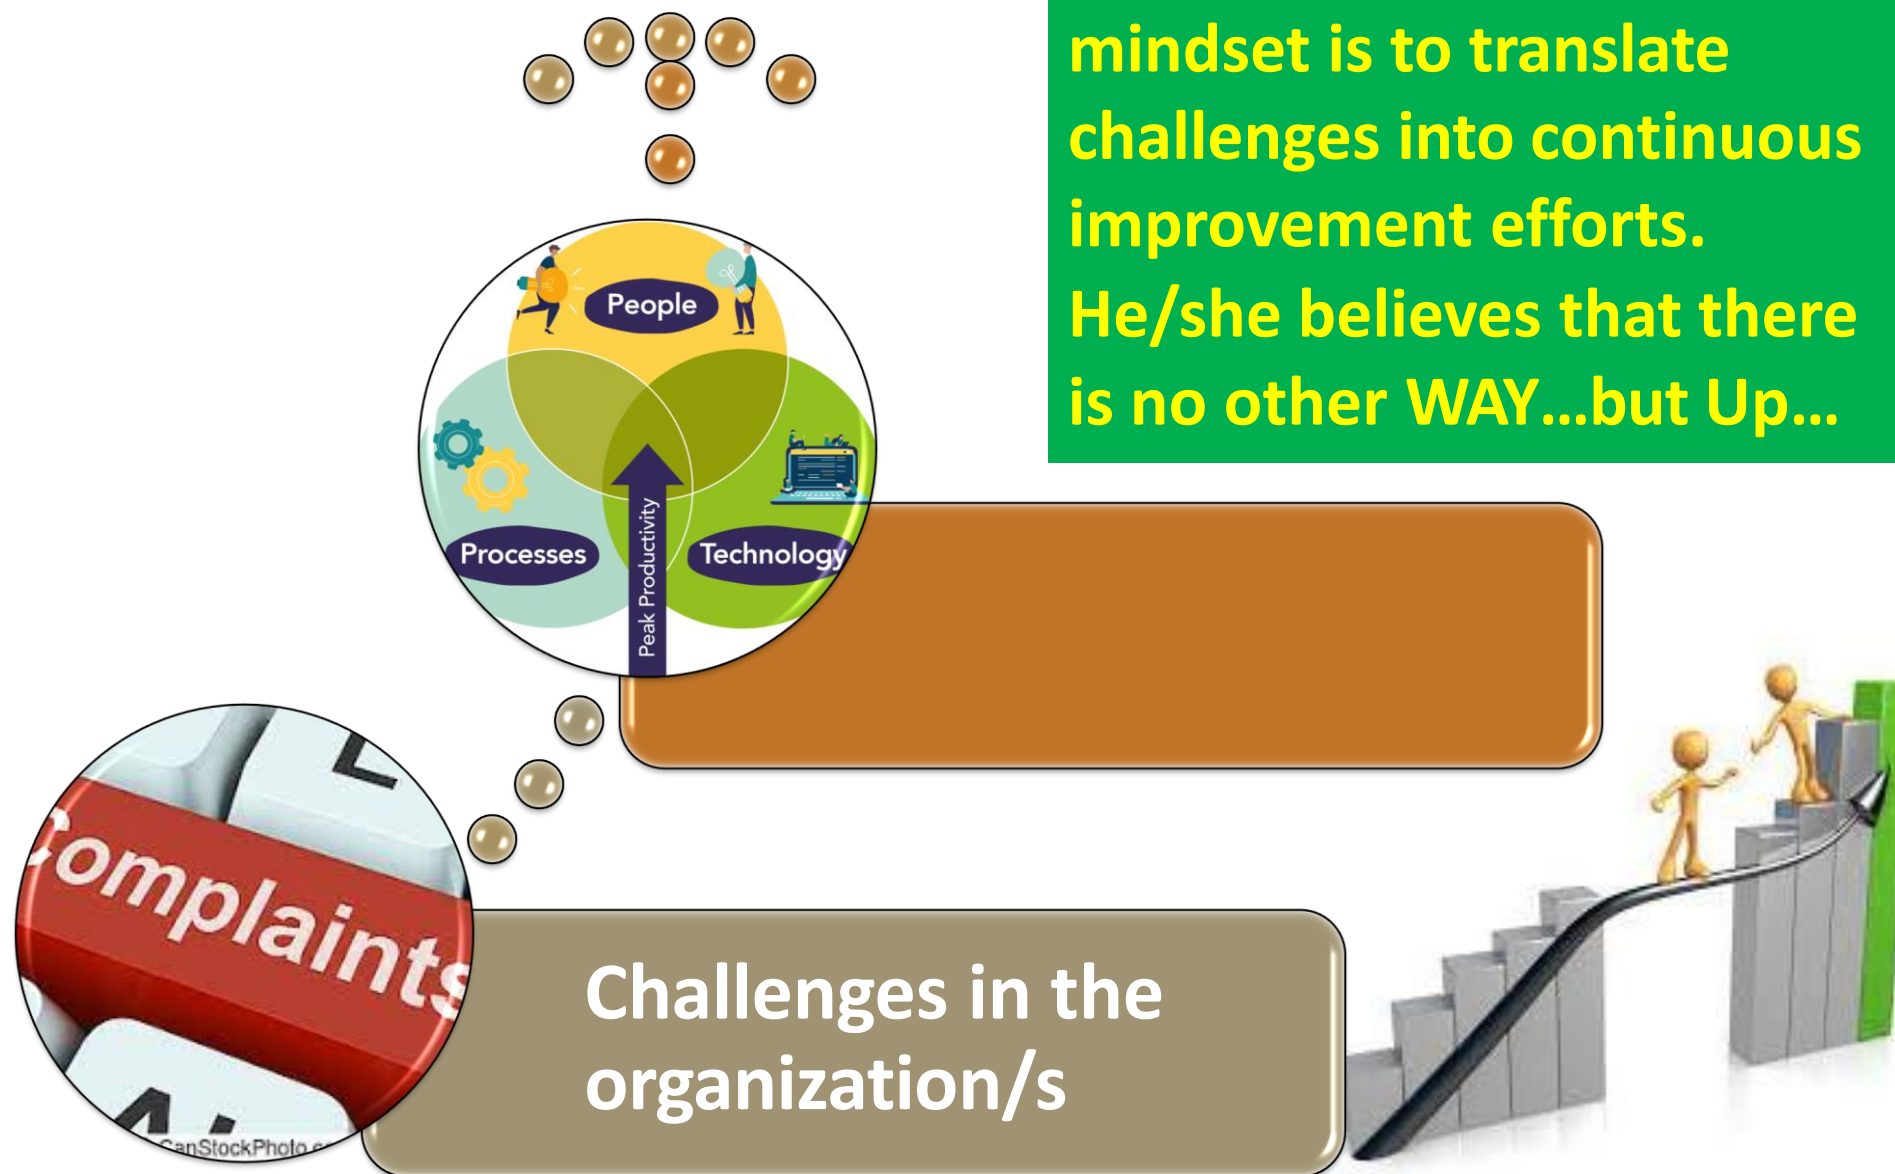 mindset is to translate
challenges into continuous
improvement efforts.
He/she believes that there
is no other WAY...but Up...
People
Processes
Technology
Peak Productivity
omplaints
Challenges in the
organization/s
CanStockPhoto